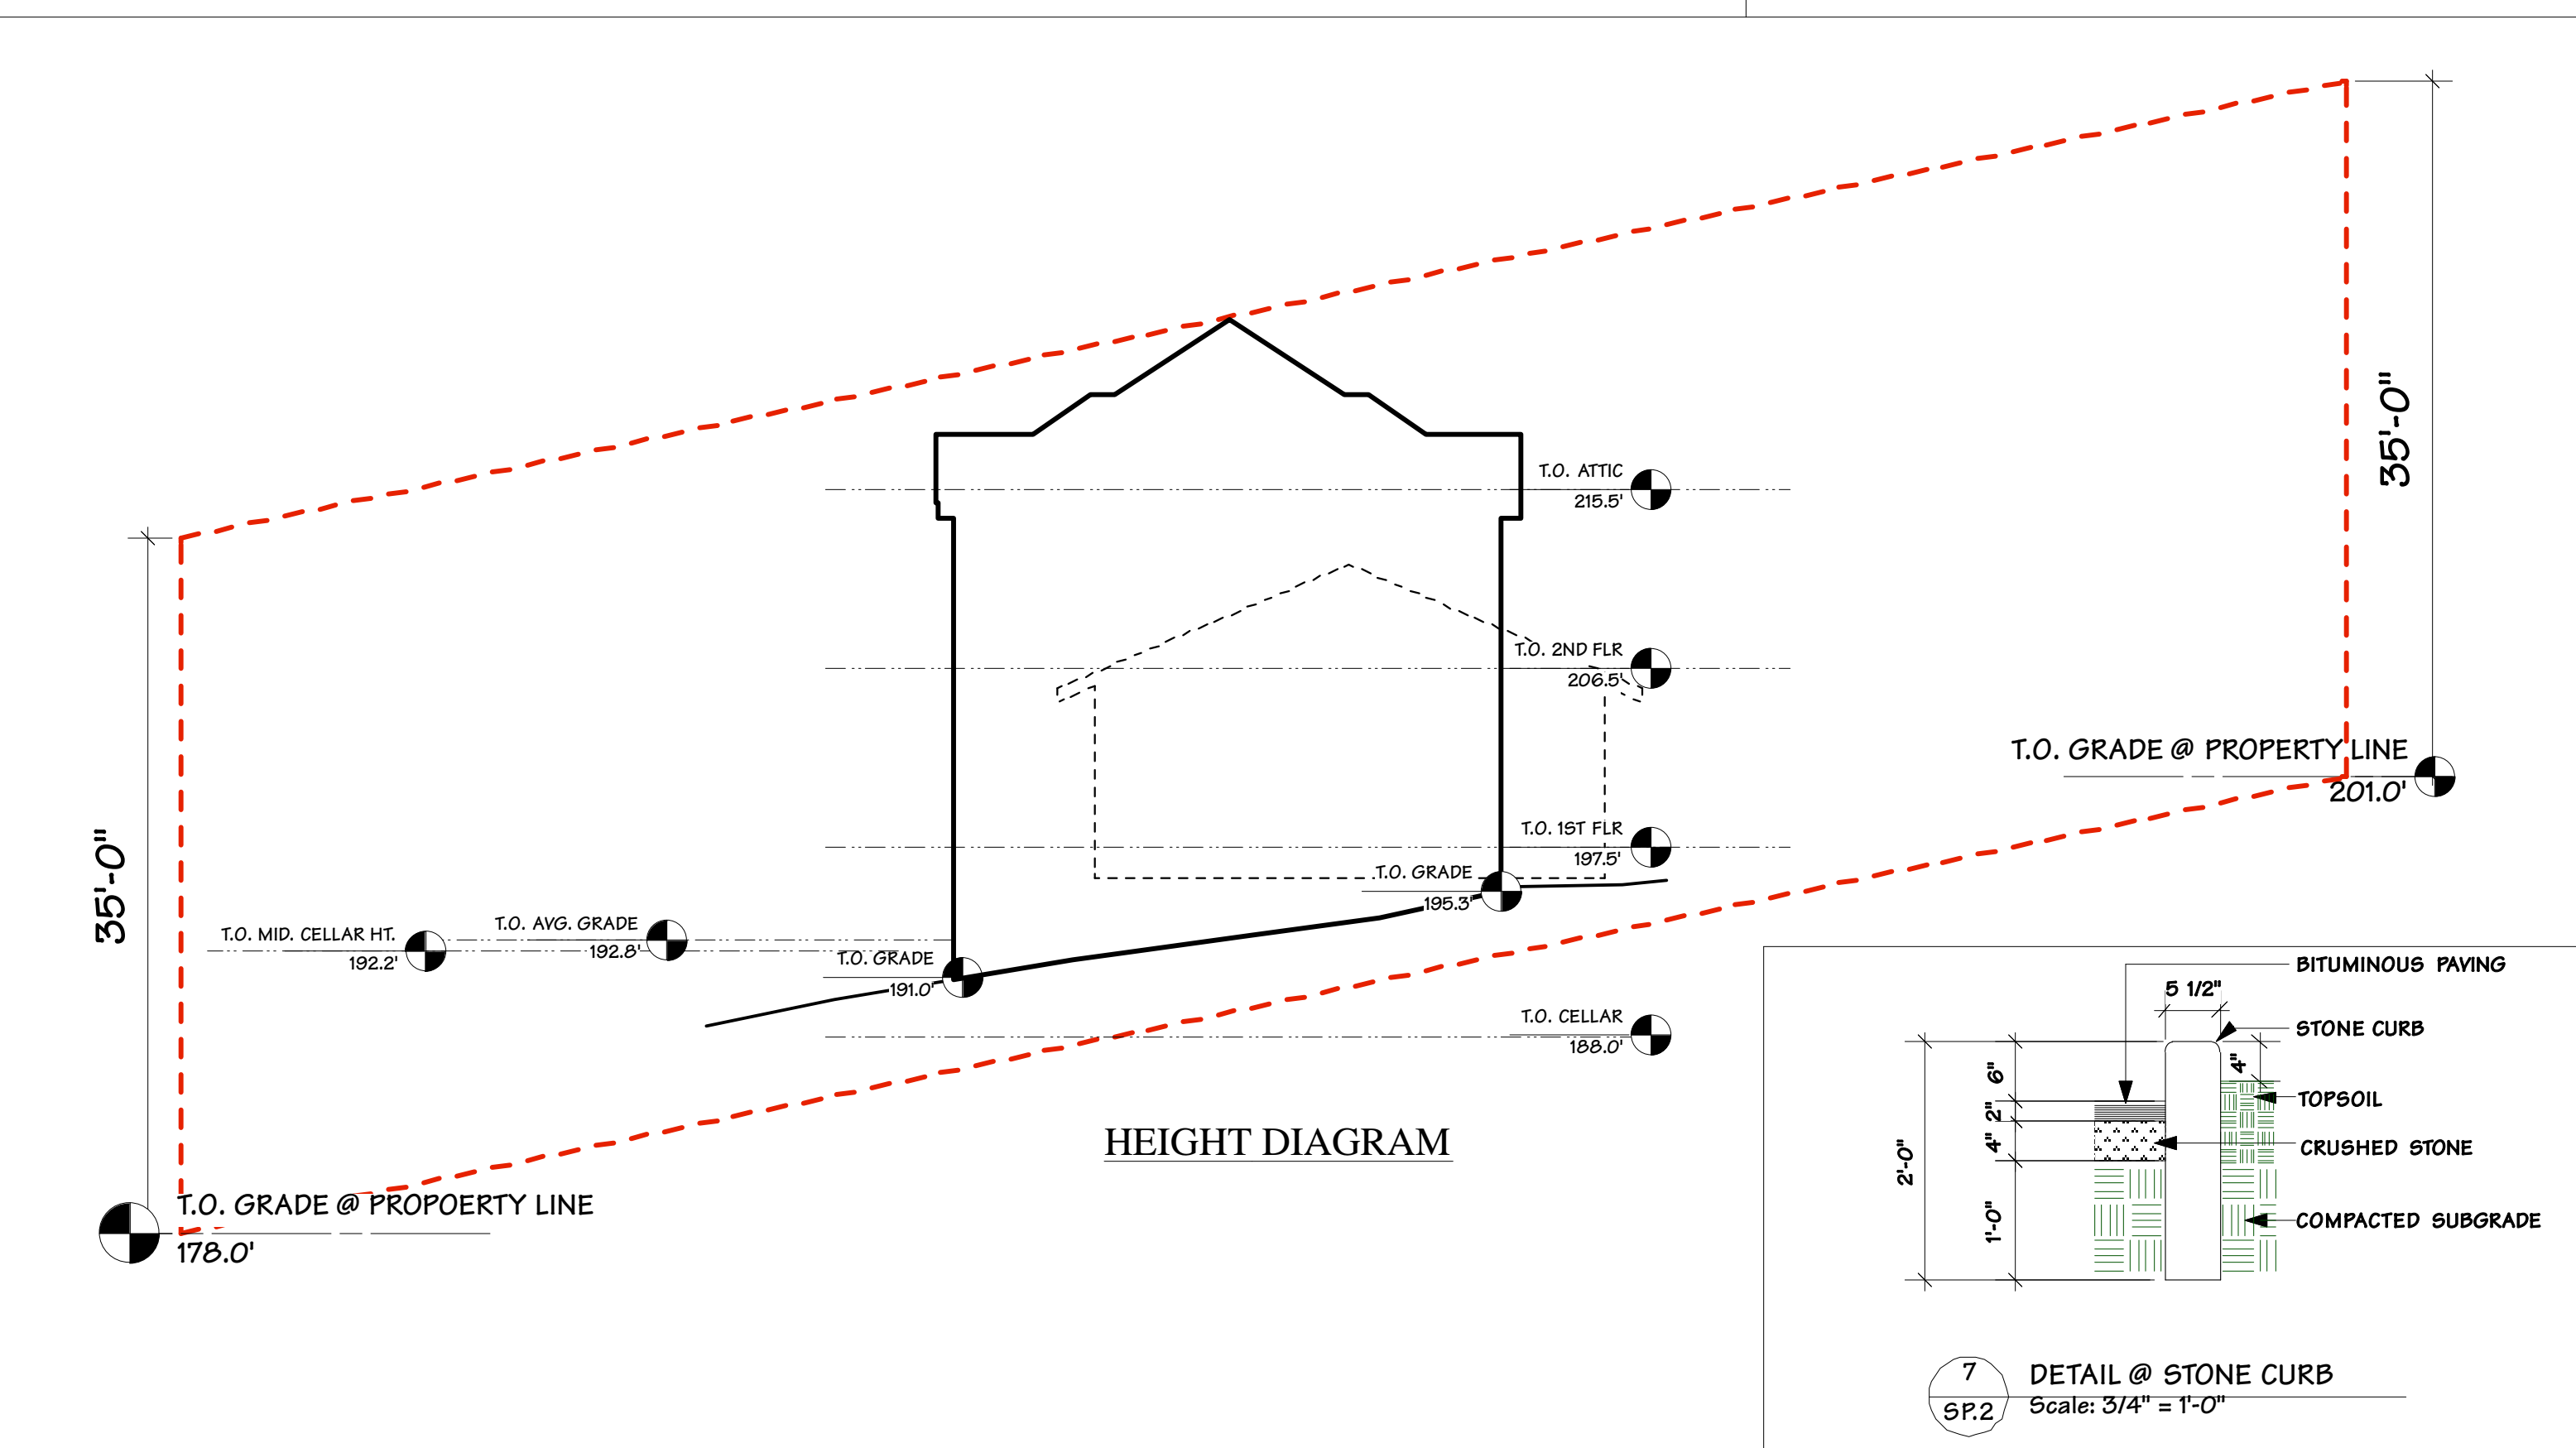 35'-0"
T.O. ATTIC
215.5'
T.O. 2ND FLR
206.5'
35'-0"
T.O. GRADE @ PROPERTY LINE
201.0'
T.O. 1ST FLR
197.5'
T.O. GRADE
195.3'
T.O. MID. CELLAR HT.
192.2'
T.O. AVG. GRADE
192.8'
T.O. GRADE
191.0'
T.O. CELLAR
188.0'
HEIGHT DIAGRAM
T.O. GRADE @ PROPOERTY LINE
178.0'
BITUMINOUS PAVING
5 1/2"
STONE CURB
4"
6"
TOPSOIL
2"
4"
CRUSHED STONE
2'-0"
1'-0"
COMPACTED SUBGRADE
7
SP.2
DETAIL @ STONE CURB
Scale: 3/4" = 1'-0"